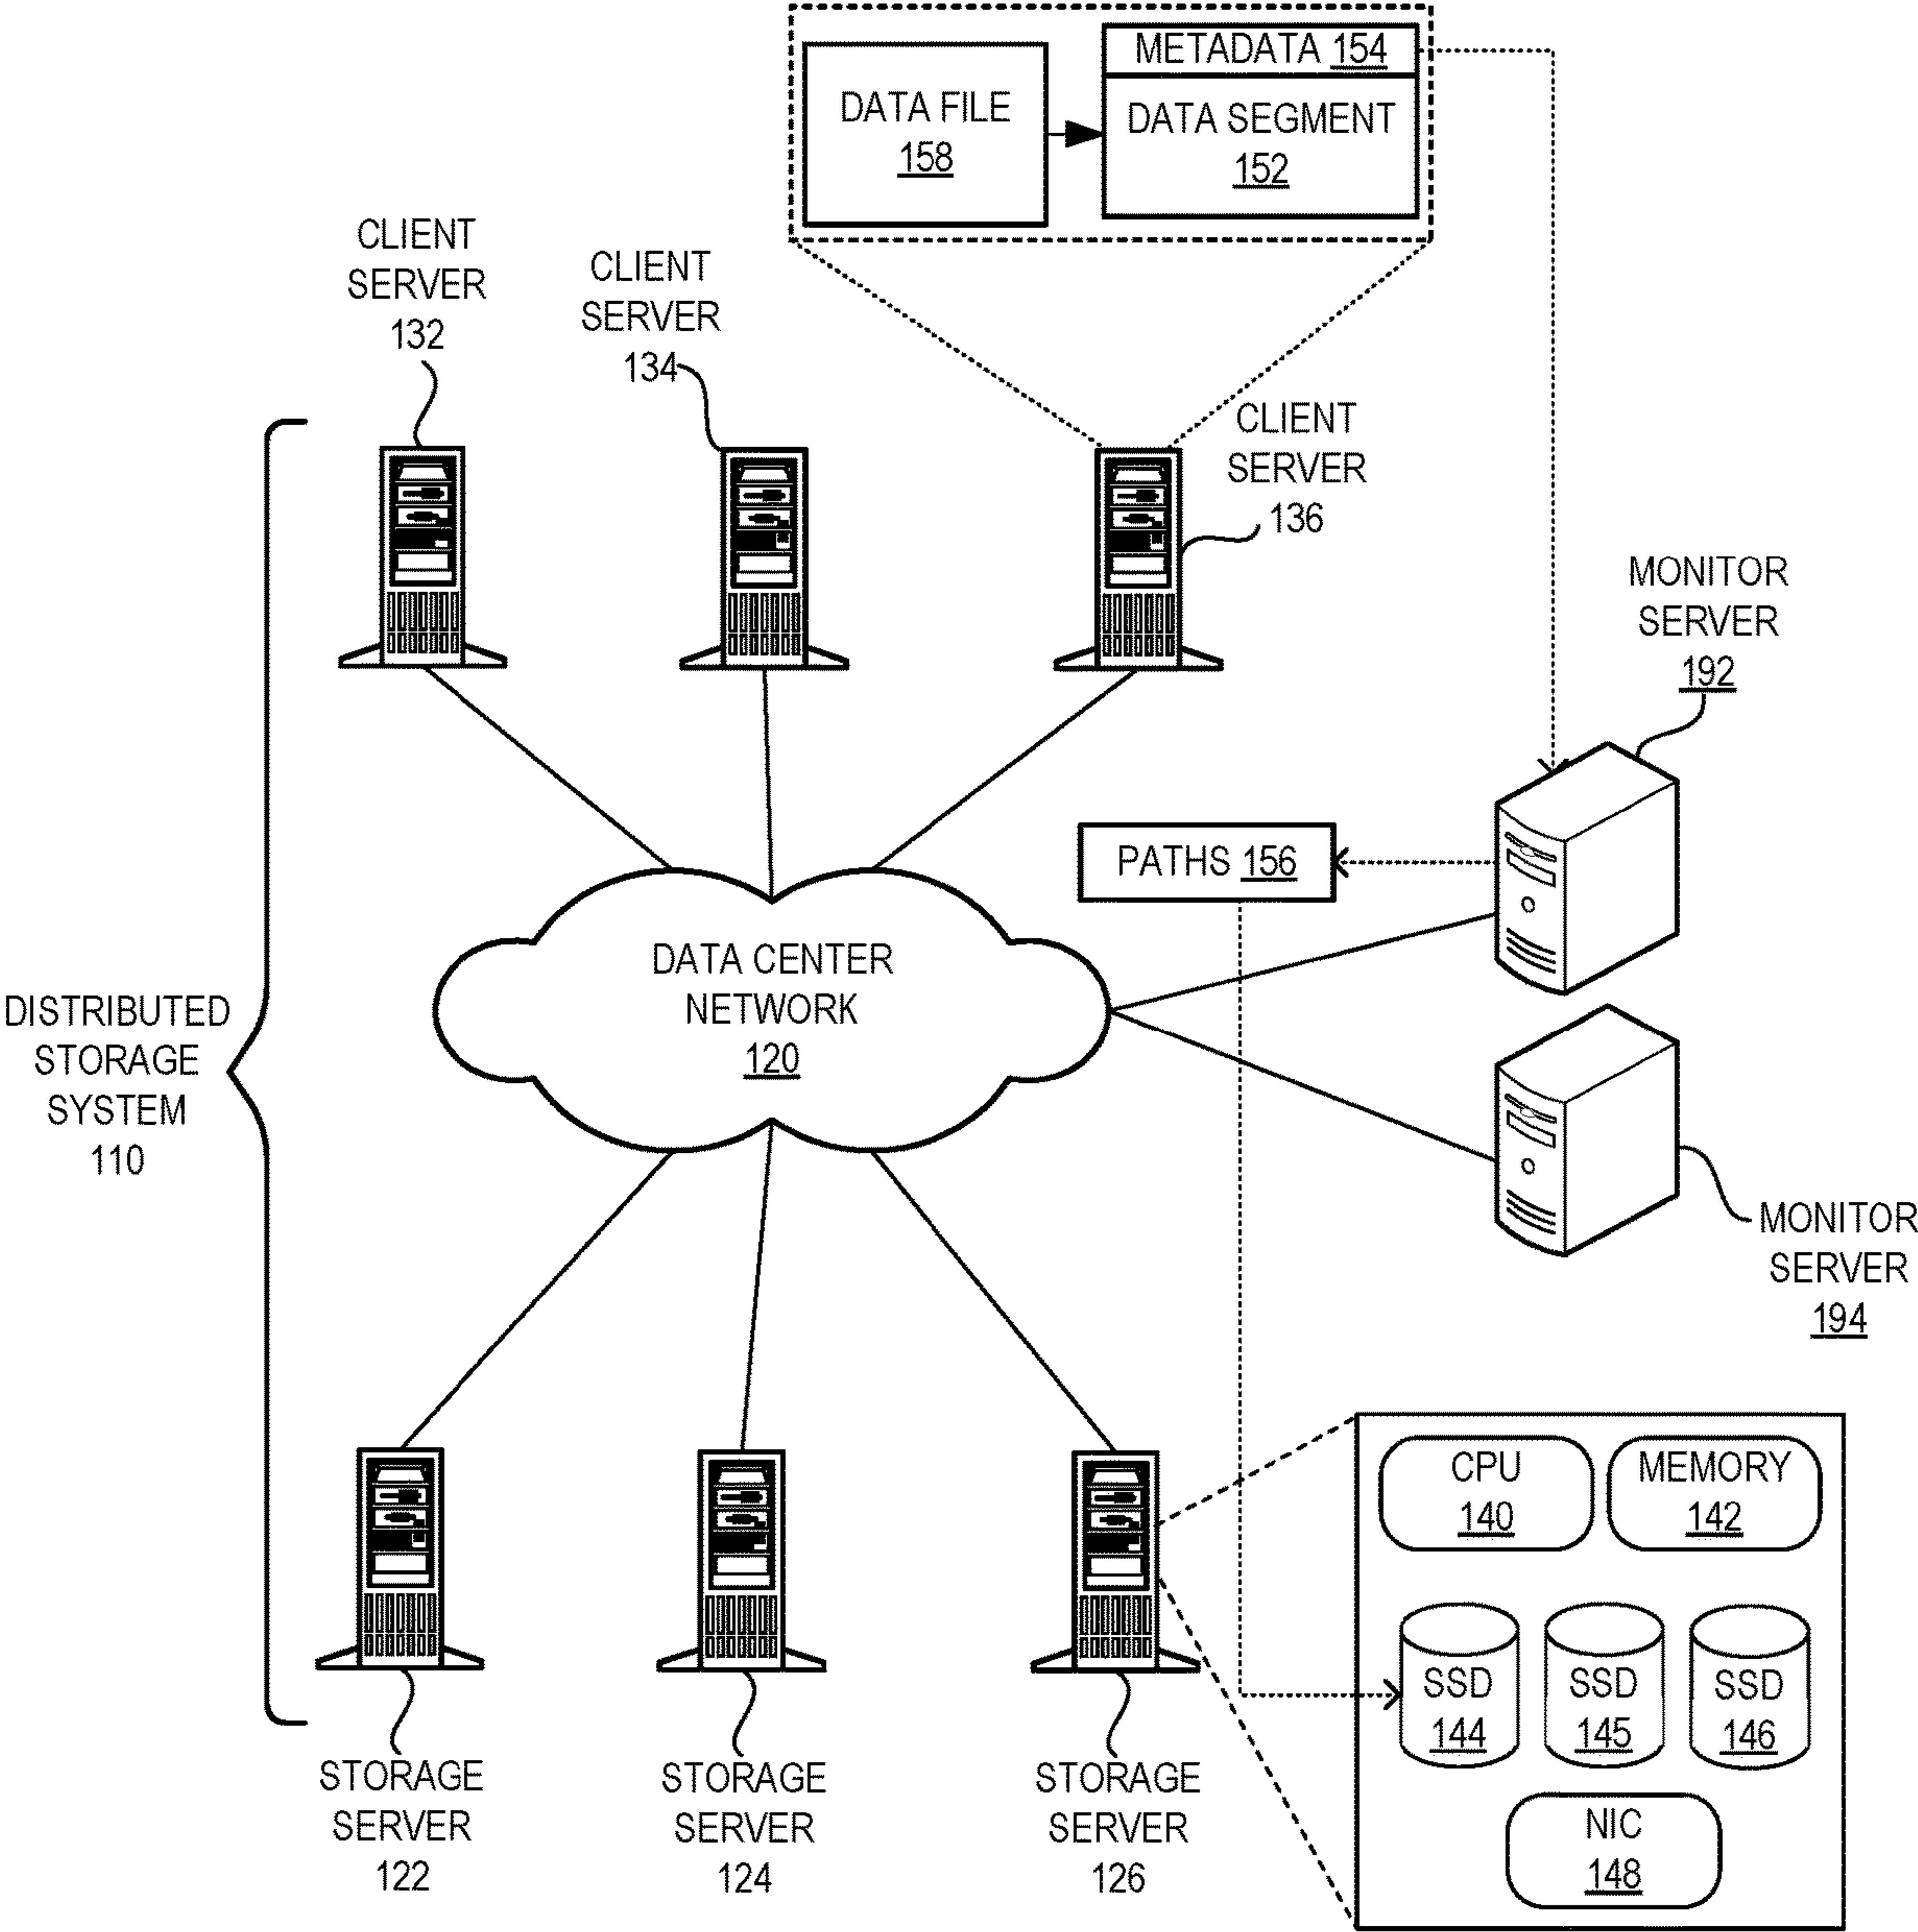 METADATA 154
DATA FILE
158
DATA SEGMENT
152
CLIENT
SERVER
132
CLIENT
SERVER
134
CLIENT
SERVER
136
MONITOR
SERVER
192
PATHS 156
DATA CENTER
NETWORK
120
DISTRIBUTED
STORAGE
SYSTEM
110
MONITOR
SERVER
194
CPU
140
MEMORY
142
SSD
144
SSD
145
SSD
146
NIC
148
STORAGE
SERVER
122
STORAGE
SERVER
124
STORAGE
SERVER
126